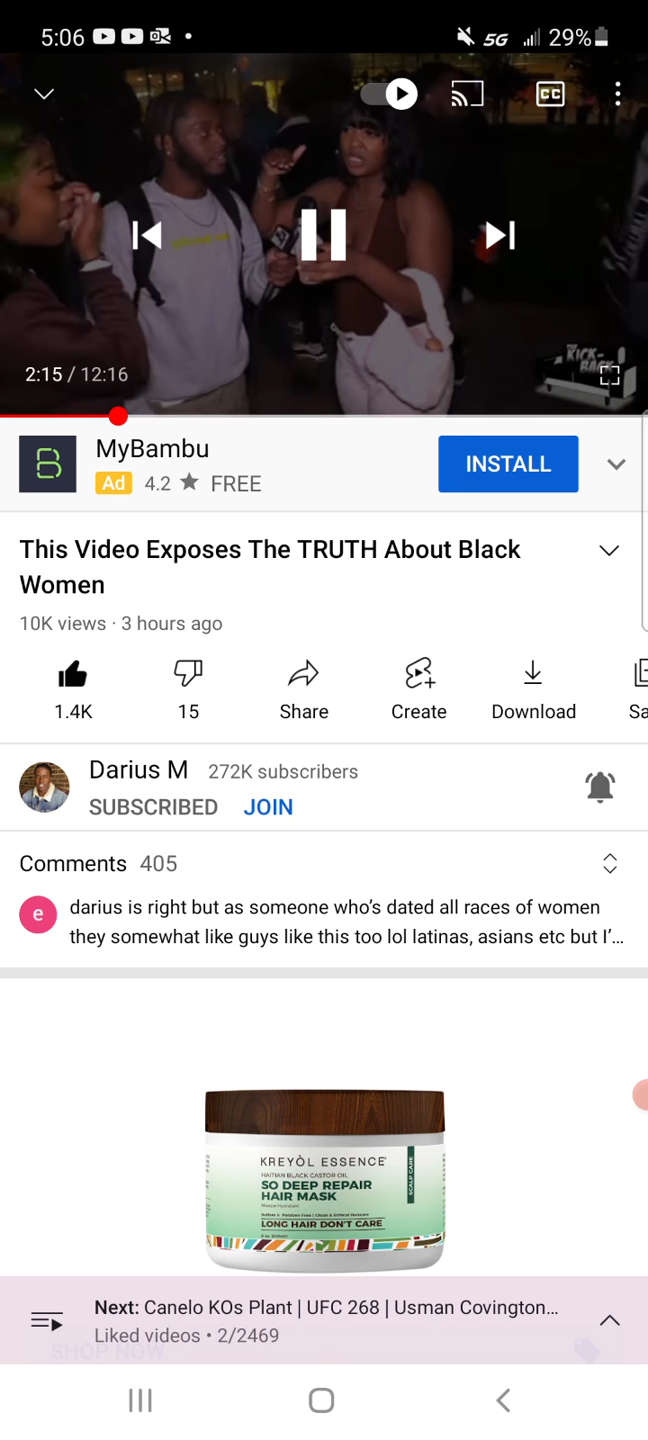 5:06
5G
29%
CC
KICK-
BACK
2:15 / 12:16
B
MyBambu
INSTALL
Ad 4.2 ★ FREE
This Video Exposes The TRUTH About Black
Women
10K views · 3 hours ago
1.4K
15
Share
Create
Download
Sa
Darius M 272K subscribers
SUBSCRIBED JOIN
Comments 405
e
darius is right but as someone who's dated all races of women
they somewhat like guys like this too lol latinas, asians etc but I'...
KREYÒL ESSENCE
HAITIAN BLACK CASTOR OIL
SO DEEP REPAIR
HAIR MASK
SCALP CARE
LONG HAIR DON'T CARE
Next: Canelo KOs Plant | UFC 268 | Usman Covington...
Liked videos • 2/2469
SHOP NOW